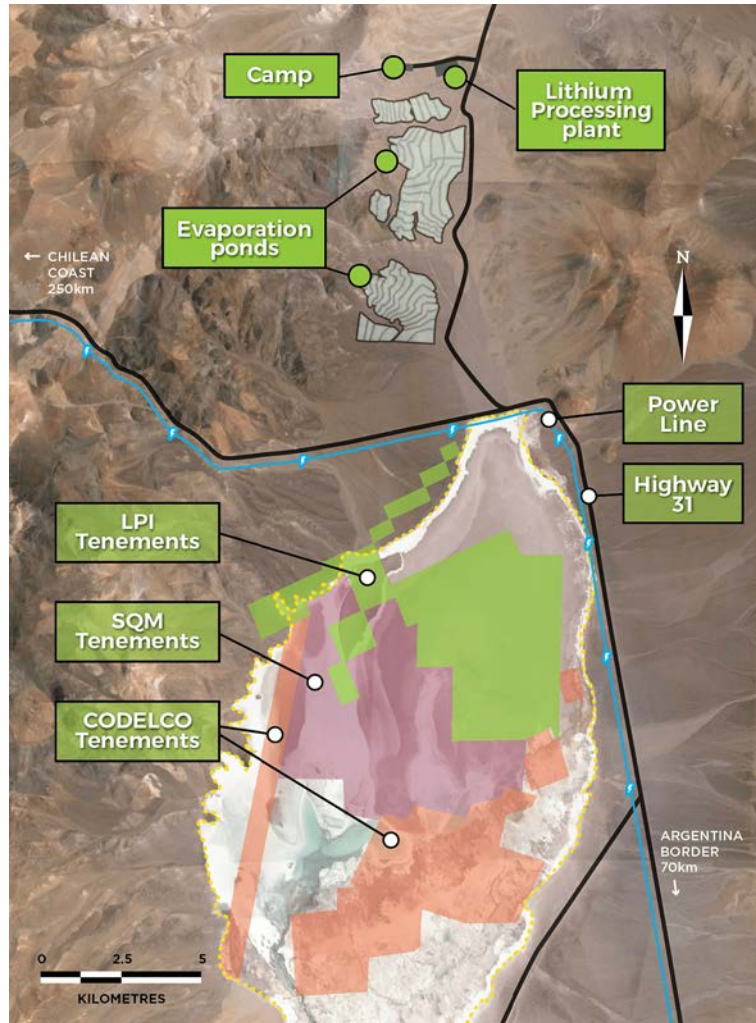 Camp
Lithium
Processing
plant
Evaporation
ponds
← CHILEAN
COAST
250km
N
Power
Line
Highway
31
LPI
Tenements
SQM
Tenements
CODELCO
Tenements
ARGENTINA
BORDER
70km
↓
0 2.5 5
KILOMETRES